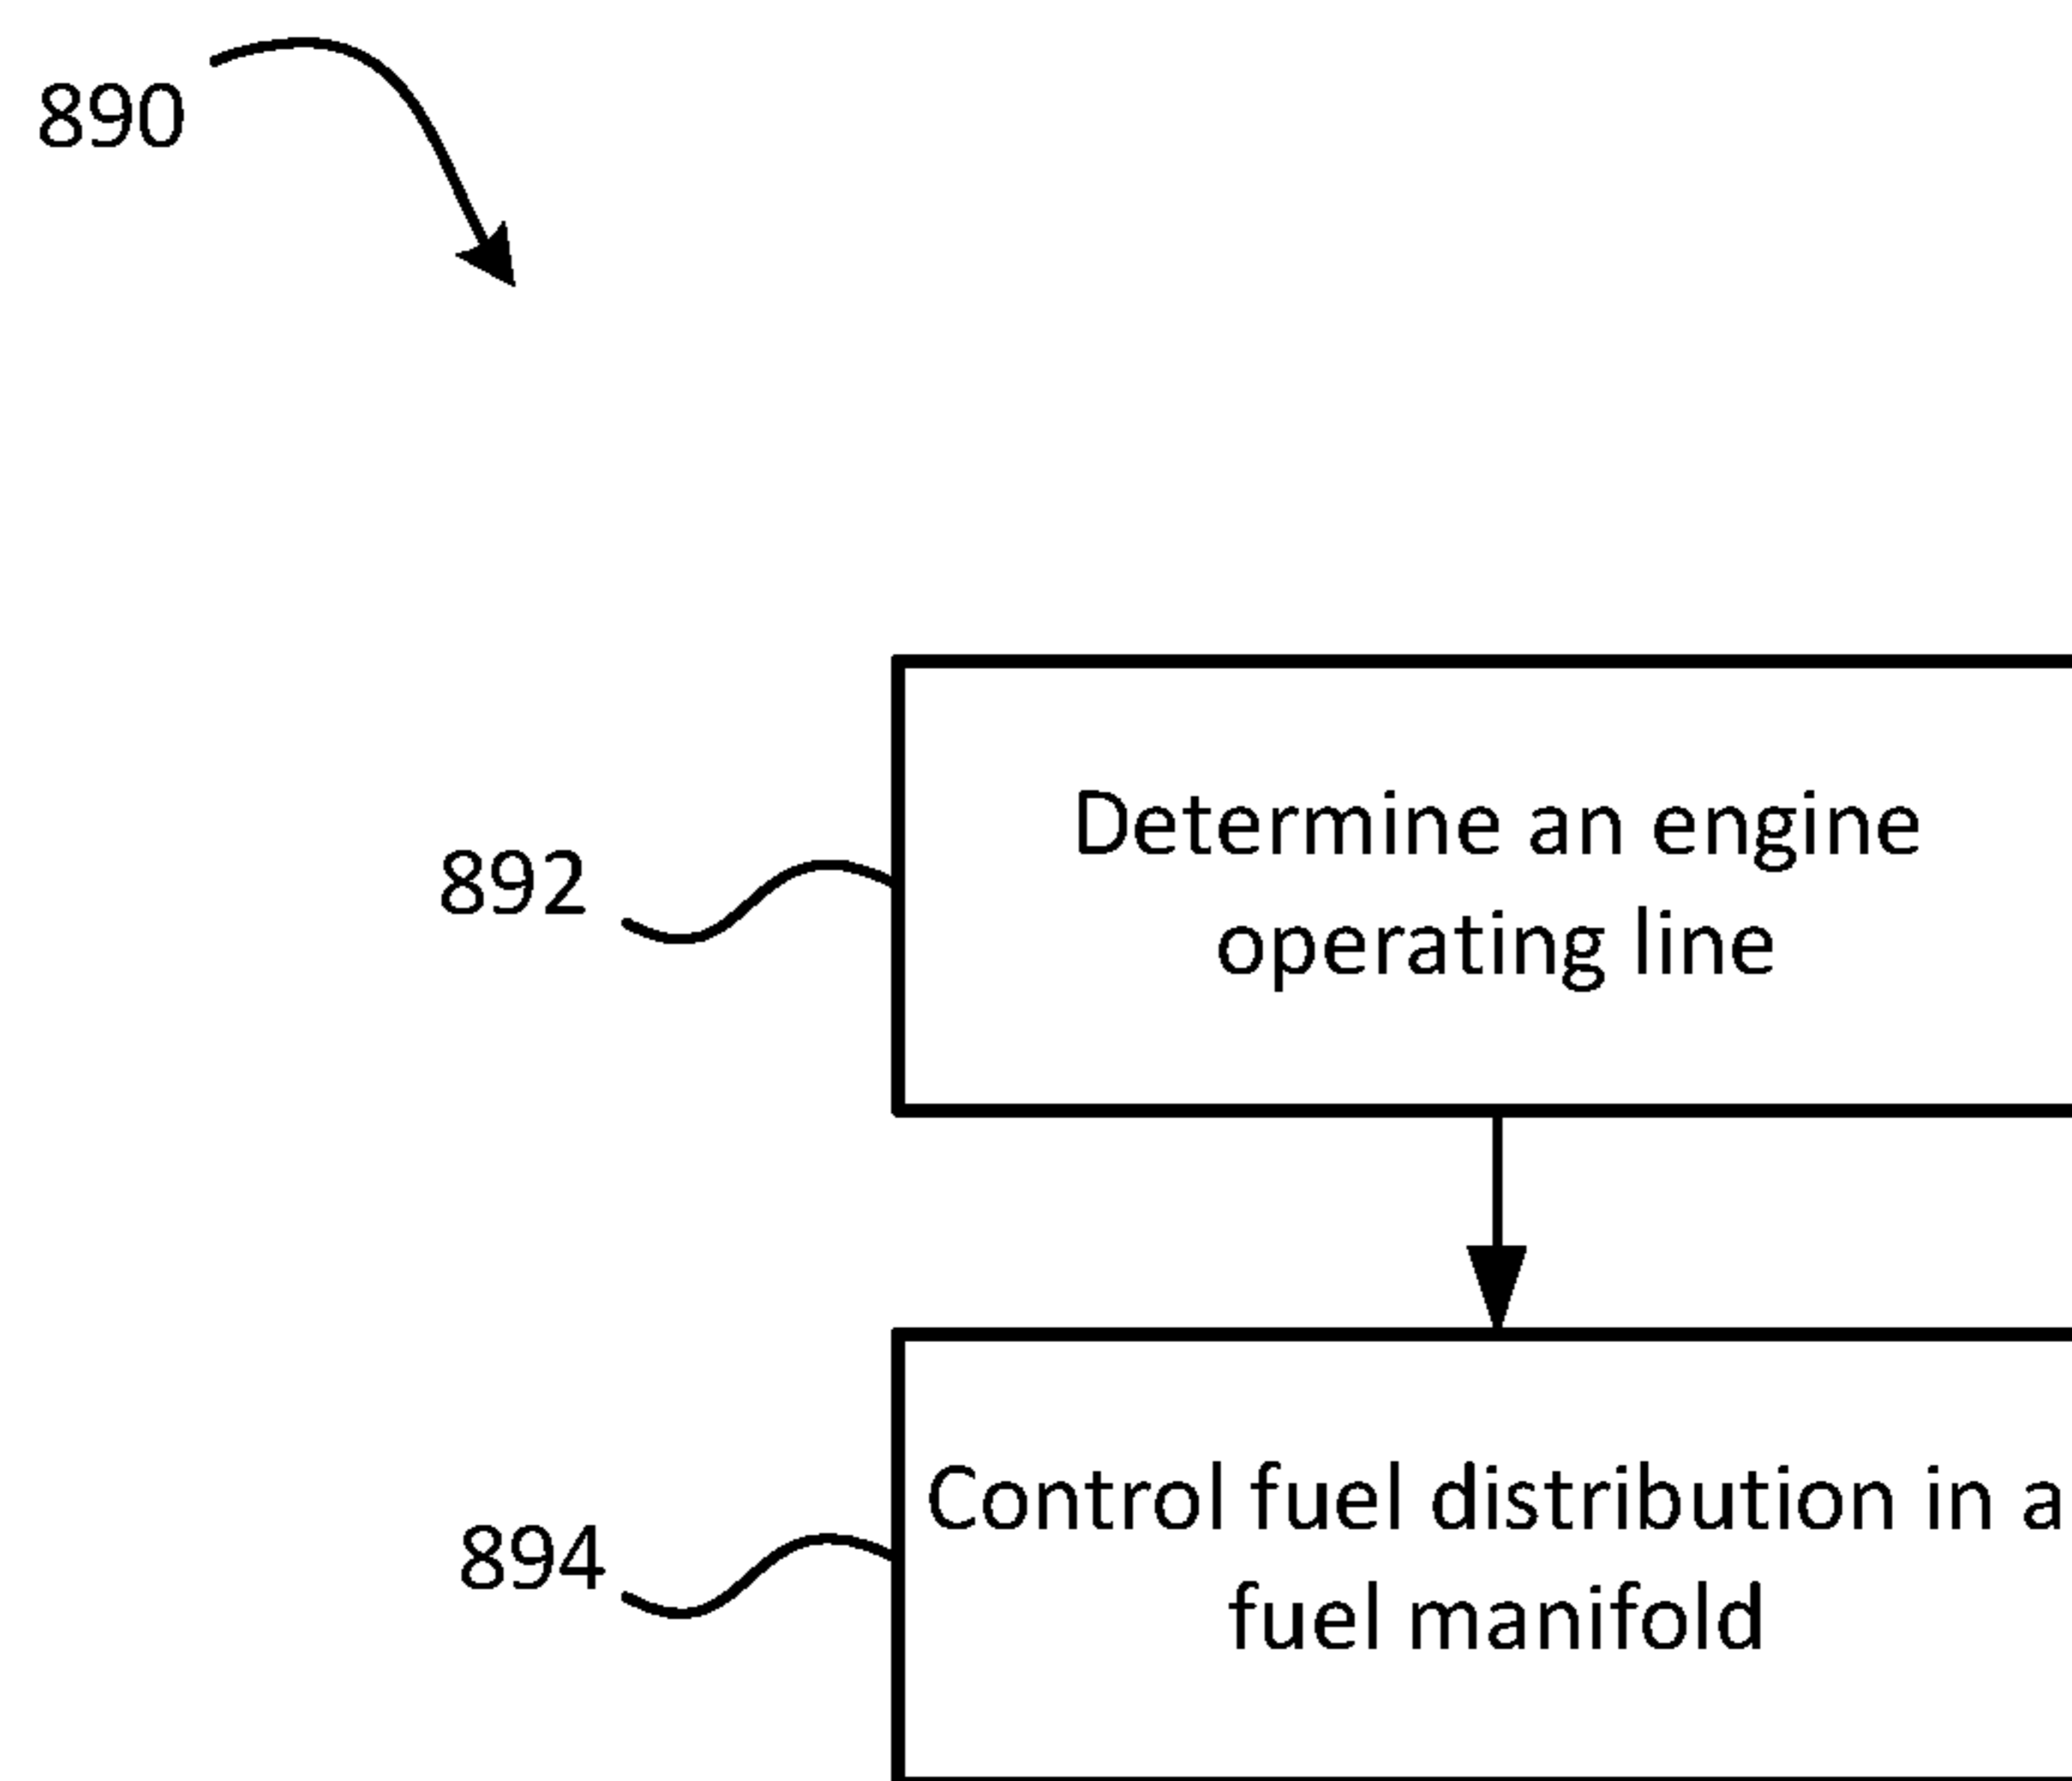 890
892
Determine an engine
operating line
894
Control fuel distribution in a
fuel manifold